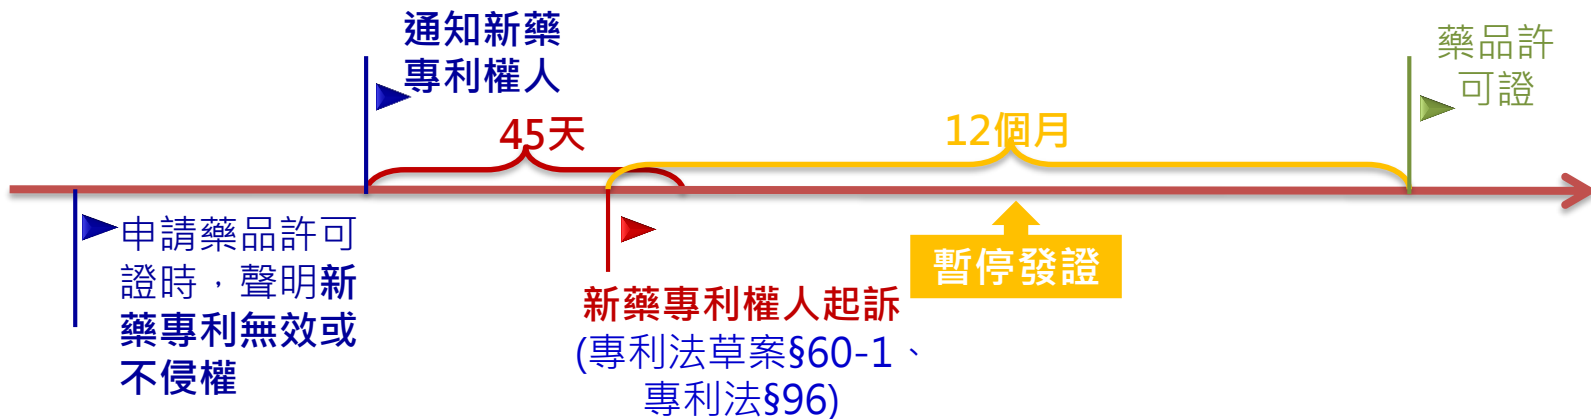 通知新藥
專利權人
藥品許
可證
45天
12個月
申請藥品許可
證時，聲明新
藥專利無效或
不侵權
暫停發證
新藥專利權人起訴
(專利法草案§60-1、
專利法§96)